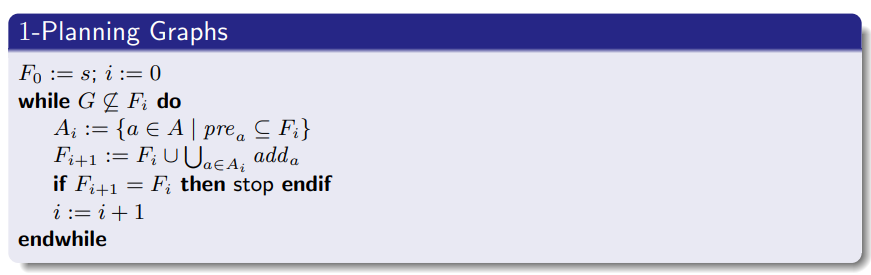 1-Planning Graphs
F₀ := s; i := 0
while G ⊈ Fᵢ do
Aᵢ := {a ∈ A | preₐ ⊆ Fᵢ}
Fᵢ₊₁ := Fᵢ ∪ ⋃ₐ∈Aᵢ addₐ
if Fᵢ₊₁ = Fᵢ then stop endif
i := i + 1
endwhile